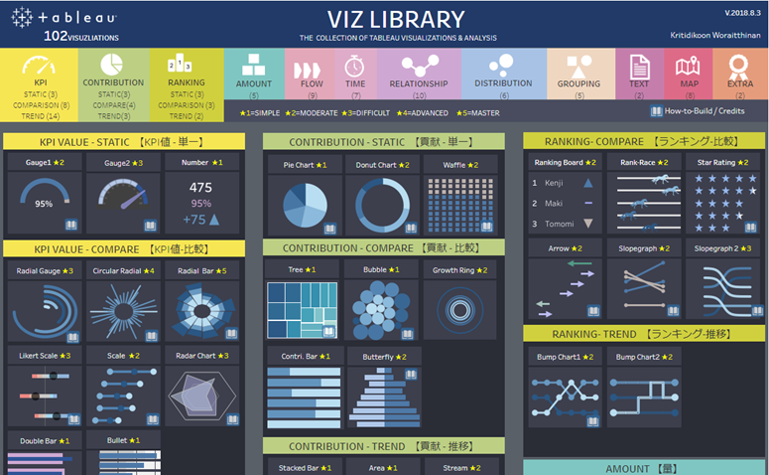 +ab|eau
VIZ LIBRARY
V.2018.8.3
102VISUZLIATIONS
THE COLLECTION OF TABLEAU VISUALIZATIONS & ANALYSIS
Kritidikoon Woraitthinan
KPI
STATIC(3)
COMPARISON (8)
TREND (14)
CONTRIBUTION
STATIC(3)
COMPARE(4)
TREND(3)
RANKING
STATIC(3)
COMPARISON (3)
TREND (2)
AMOUNT
(5)
FLOW
(9)
TIME
(7)
RELATIONSHIP
(10)
DISTRIBUTION
(6)
GROUPING
(5)
TEXT
(2)
MAP
(8)
EXTRA
(2)
★1=SIMPLE ★2=MODERATE ★3=DIFFICULT ★4=ADVANCED ★5=MASTER
How-to-Build / Credits
KPI VALUE - STATIC 【KPI値 - 単一】
Gauge1 ★2
Gauge2 ★3
Number ★1
95%
475
95%
+75 ▲
KPI VALUE - COMPARE 【KPI値-比較】
Radial Gauge ★3
Circular Radial ★4
Radial Bar ★5
Likert Scale ★3
Scale ★2
Radar Chart ★3
Double Bar ★1
Bullet ★1
CONTRIBUTION - STATIC 【貢献 - 単一】
Pie Chart ★1
Donut Chart ★2
Waffle ★2
CONTRIBUTION - COMPARE 【貢献 - 比較】
Tree ★1
Bubble ★1
Growth Ring ★2
Contri. Bar ★1
Butterfly ★2
CONTRIBUTION - TREND 【貢献 - 推移】
Stacked Bar ★1
Area ★1
Stream ★2
RANKING- COMPARE 【ランキング-比較】
Ranking Board ★2
Rank-Race ★2
Star Rating ★2
1 Kenji ▲
2 Maki
3 Tomomi ▼
Arrow ★2
Slopegraph ★2
Slopegraph 2 ★3
RANKING- TREND 【ランキング-推移】
Bump Chart1 ★2
Bump Chart2 ★2
AMOUNT 【量】